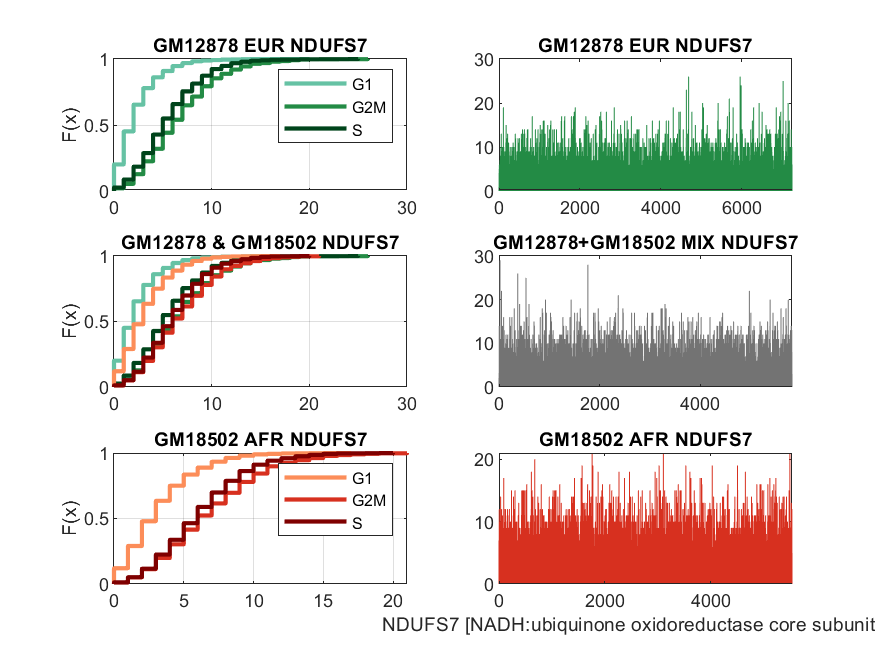 GM12878 EUR NDUFS7
F(x)
1
0.5
0
0 10 20 30
G1
G2M
S
GM12878 EUR NDUFS7
30
20
10
0
0 2000 4000 6000
GM12878 & GM18502 NDUFS7
F(x)
1
0.5
0
0 10 20 30
GM12878+GM18502 MIX NDUFS7
30
20
10
0
0 2000 4000
GM18502 AFR NDUFS7
F(x)
1
0.5
0
0 5 10 15 20
G1
G2M
S
GM18502 AFR NDUFS7
20
10
0
0 2000 4000
NDUFS7 [NADH:ubiquinone oxidoreductase core subunit